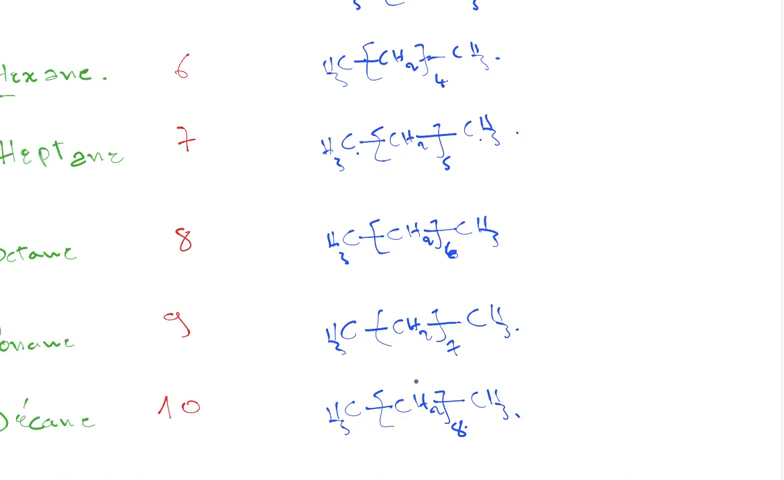 Hexane. 6 H₃C-[CH₂]₄-CH₃.
Heptane 7 H₃C-[CH₂]₅-CH₃.
Octane 8 H₃C-[CH₂]₆-CH₃
onane 9 H₃C-[CH₂]₇-CH₃.
Décane 10 H₃C-[CH₂]₈-CH₃.